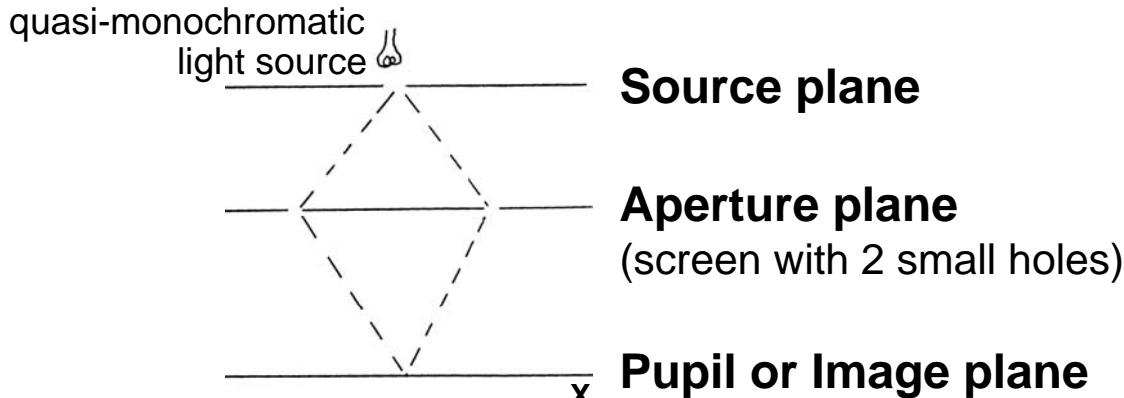 quasi-monochromatic
light source
Source plane
Aperture plane
(screen with 2 small holes)
Pupil or Image plane
x